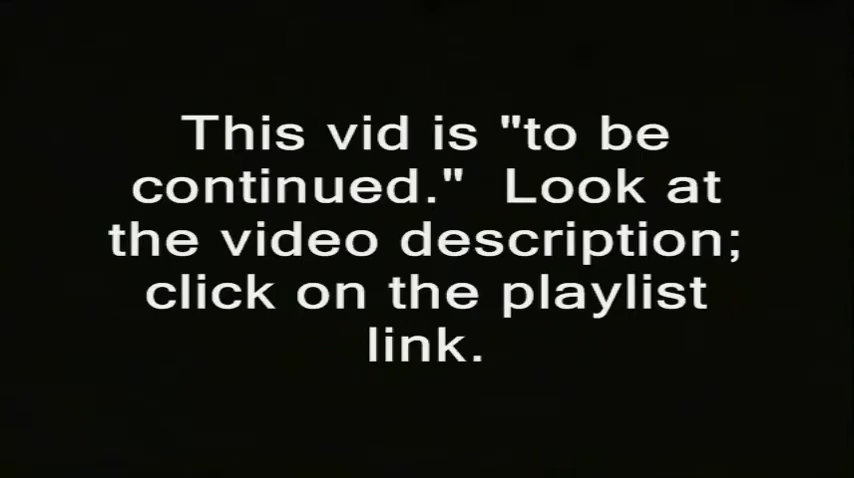 This vid is "to be
continued."  Look at
the video description;
click on the playlist
link.